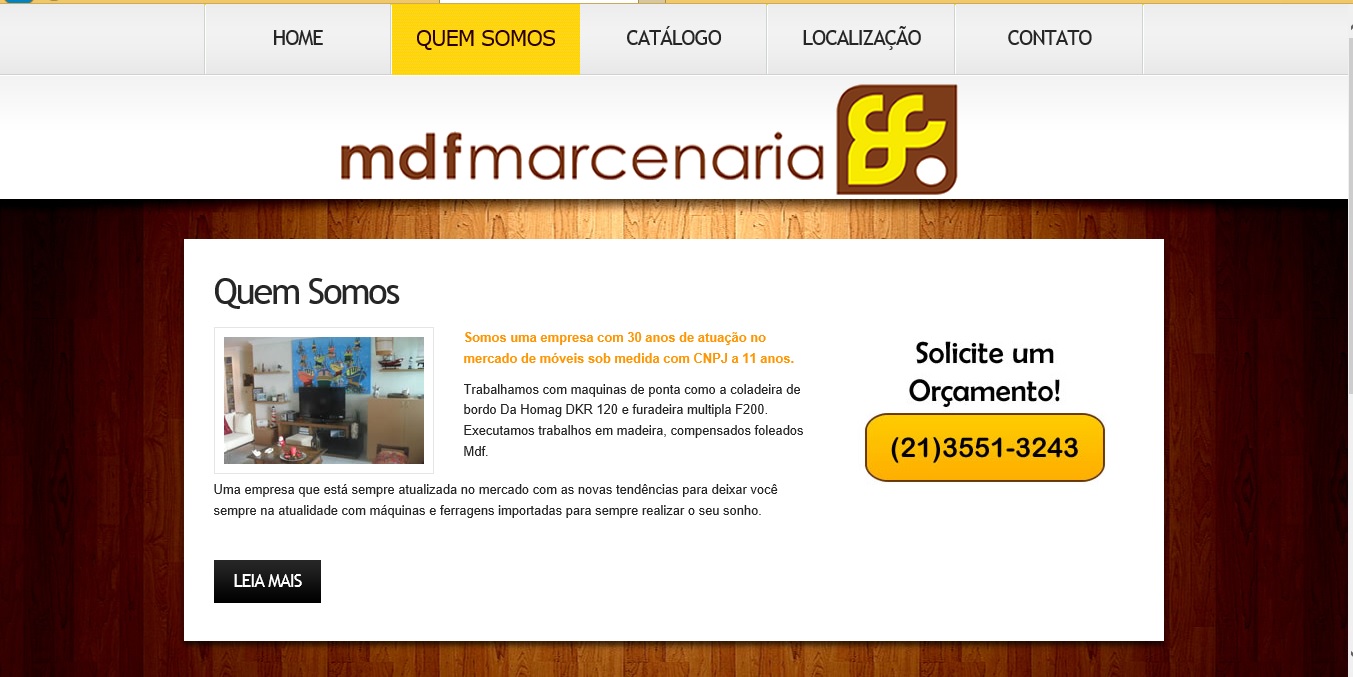 HOME
QUEM SOMOS
CATÁLOGO
LOCALIZAÇÃO
CONTATO
mdfmarcenaria
Quem Somos
Somos uma empresa com 30 anos de atuação no
mercado de móveis sob medida com CNPJ a 11 anos.
Trabalhamos com maquinas de ponta como a coladeira de
bordo Da Homag DKR 120 e furadeira multipla F200.
Executamos trabalhos em madeira, compensados foleados
Mdf.
Uma empresa que está sempre atualizada no mercado com as novas tendências para deixar você
sempre na atualidade com máquinas e ferragens importadas para sempre realizar o seu sonho.
LEIA MAIS
Solicite um
Orçamento!
(21)3551-3243